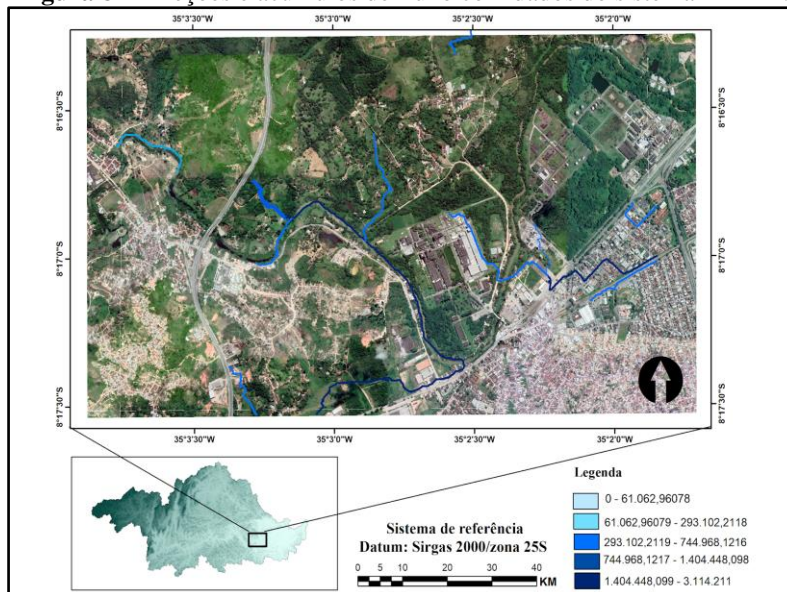 35°3'30"W 35°3'0"W 35°2'30"W 35°2'0"W
8°16'30"S 8°16'30"S
8°17'0"S 8°17'0"S
8°17'30"S 8°17'30"S
35°3'30"W 35°3'0"W 35°2'30"W 35°2'0"W
Sistema de referência
Datum: Sirgas 2000/zona 25S
0 5 10 20 30 40
KM
Legenda
0 - 61.062,96078
61.062,96079 - 293.102,2118
293.102,2119 - 744.968,1216
744.968,1217 - 1.404.448,098
1.404.448,099 - 3.114.211